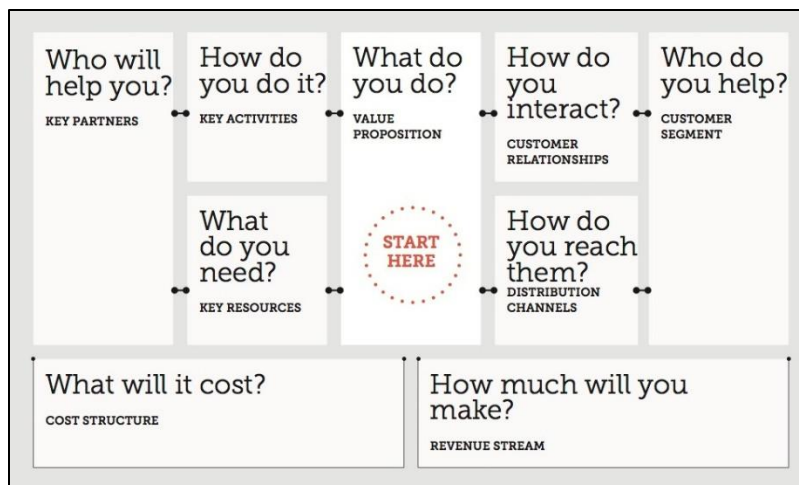 Who will
help you?
KEY PARTNERS
How do
you do it?
KEY ACTIVITIES
What
do you
need?
KEY RESOURCES
What do
you do?
VALUE
PROPOSITION
START
HERE
How do
you
interact?
CUSTOMER
RELATIONSHIPS
How do
you reach
them?
DISTRIBUTION
CHANNELS
Who do
you help?
CUSTOMER
SEGMENT
What will it cost?
COST STRUCTURE
How much will you
make?
REVENUE STREAM